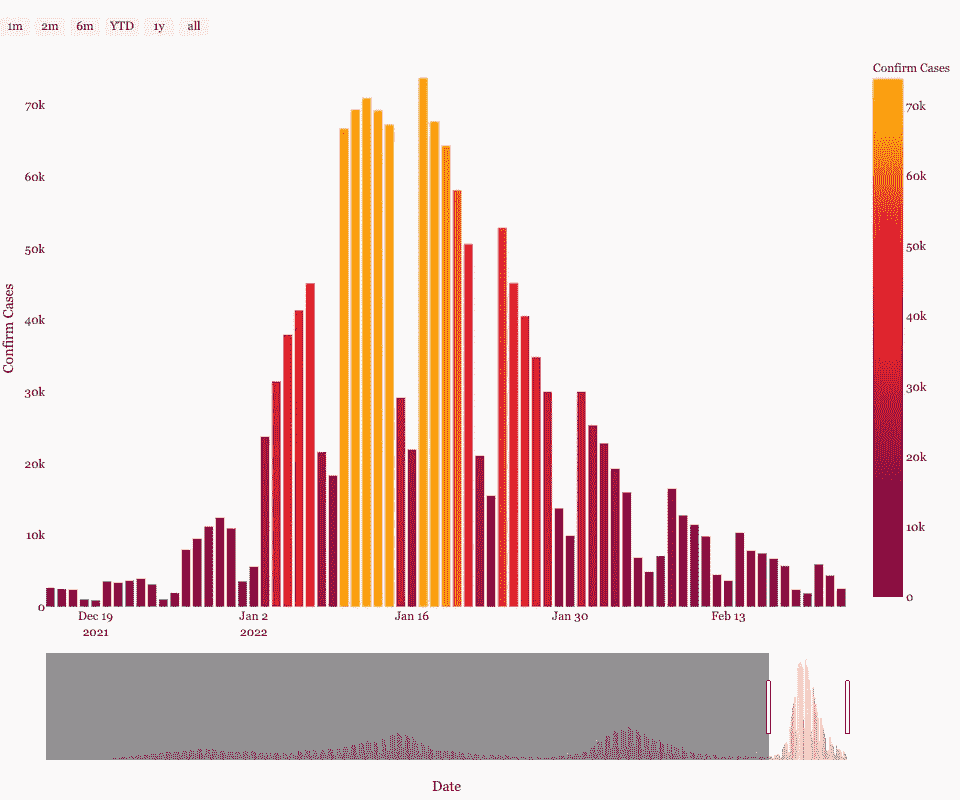 1m 2m 6m YTD 1y all
Confirm Cases
70k
60k
50k
40k
30k
20k
10k
0
Confirm Cases
70k
60k
50k
40k
30k
20k
10k
0
Dec 19 Jan 2 Jan 16 Jan 30 Feb 13
2021 2022
Date